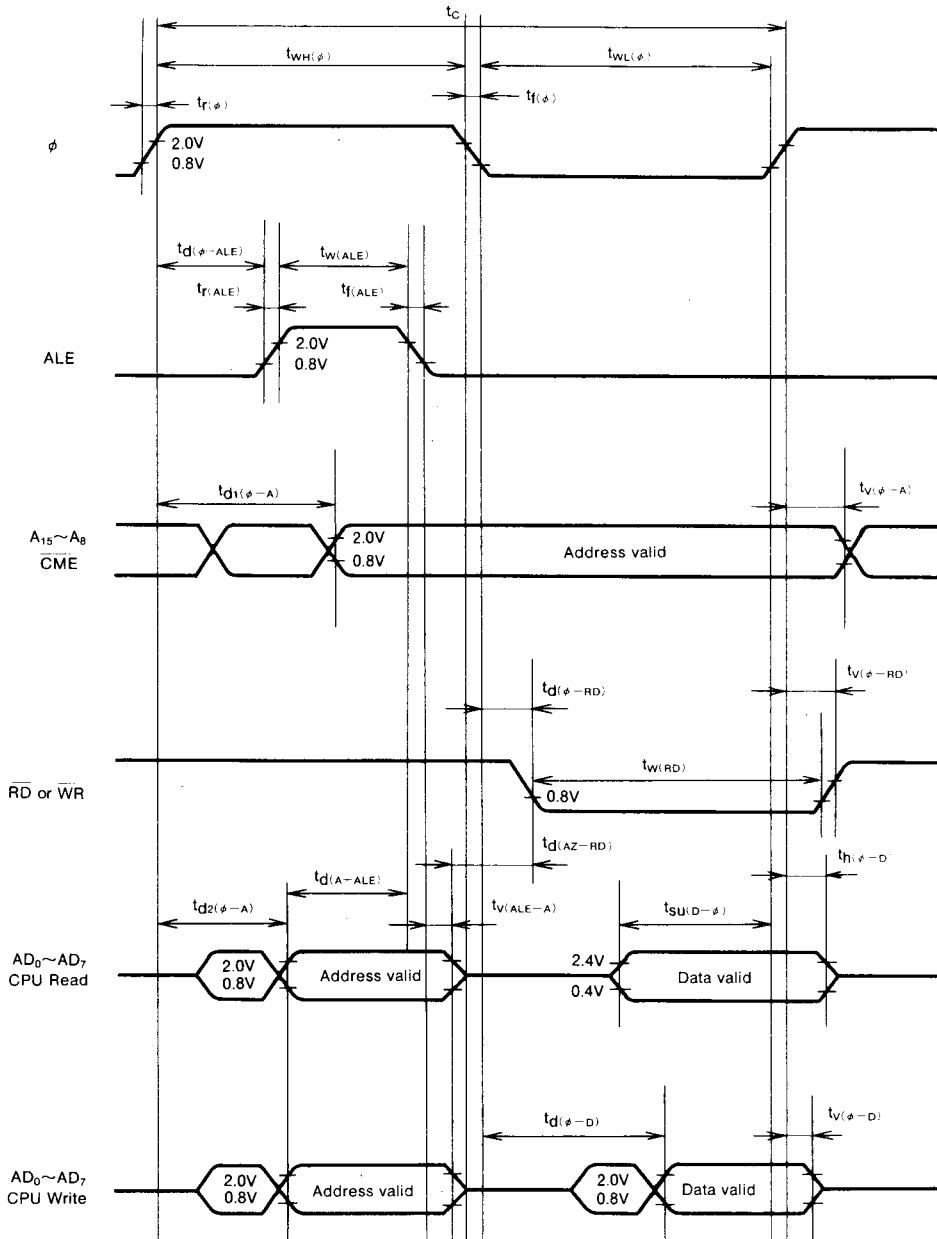 tC
tWH(φ)
tWL(φ)
tr(φ)
tf(φ)
φ
2.0V
0.8V
td(φ−ALE)
tW(ALE)
tr(ALE)
tf(ALE)
ALE
2.0V
0.8V
td1(φ−A)
tV(φ−A)
A15~A8
CME
2.0V
0.8V
Address valid
td(φ−RD)
tV(φ−RD)
tW(RD)
RD or WR
0.8V
td(AZ−RD)
th(φ−D
td(A−ALE)
td2(φ−A)
tV(ALE−A)
tSU(D−φ)
AD0~AD7
CPU Read
2.0V
0.8V
Address valid
2.4V
0.4V
Data valid
td(φ−D)
tV(φ−D)
AD0~AD7
CPU Write
2.0V
0.8V
Address valid
2.0V
0.8V
Data valid